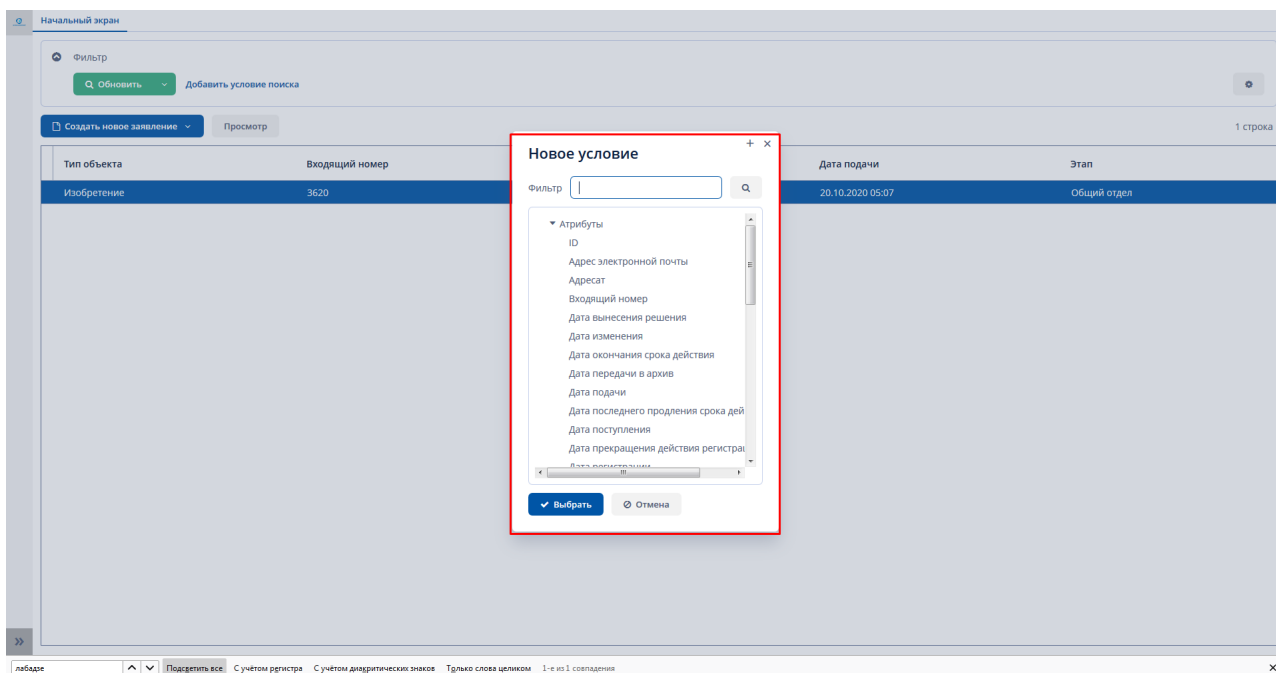 Начальный экран
Фильтр
Обновить
Добавить условие поиска
Создать новое заявление
Просмотр
1 строка
Тип объекта
Входящий номер
Дата подачи
Этап
Изобретение
3620
20.10.2020 05:07
Общий отдел
Новое условие
Фильтр
Атрибуты
ID
Адрес электронной почты
Адресат
Входящий номер
Дата вынесения решения
Дата изменения
Дата окончания срока действия
Дата передачи в архив
Дата подачи
Дата последнего продления срока дей
Дата поступления
Дата прекращения действия регистрац
Дата регистрации
Выбрать
Отмена
лабадзе
Подсветить все С учётом регистра С учётом диакритических знаков Только слова целиком 1-е из 1 совпадения